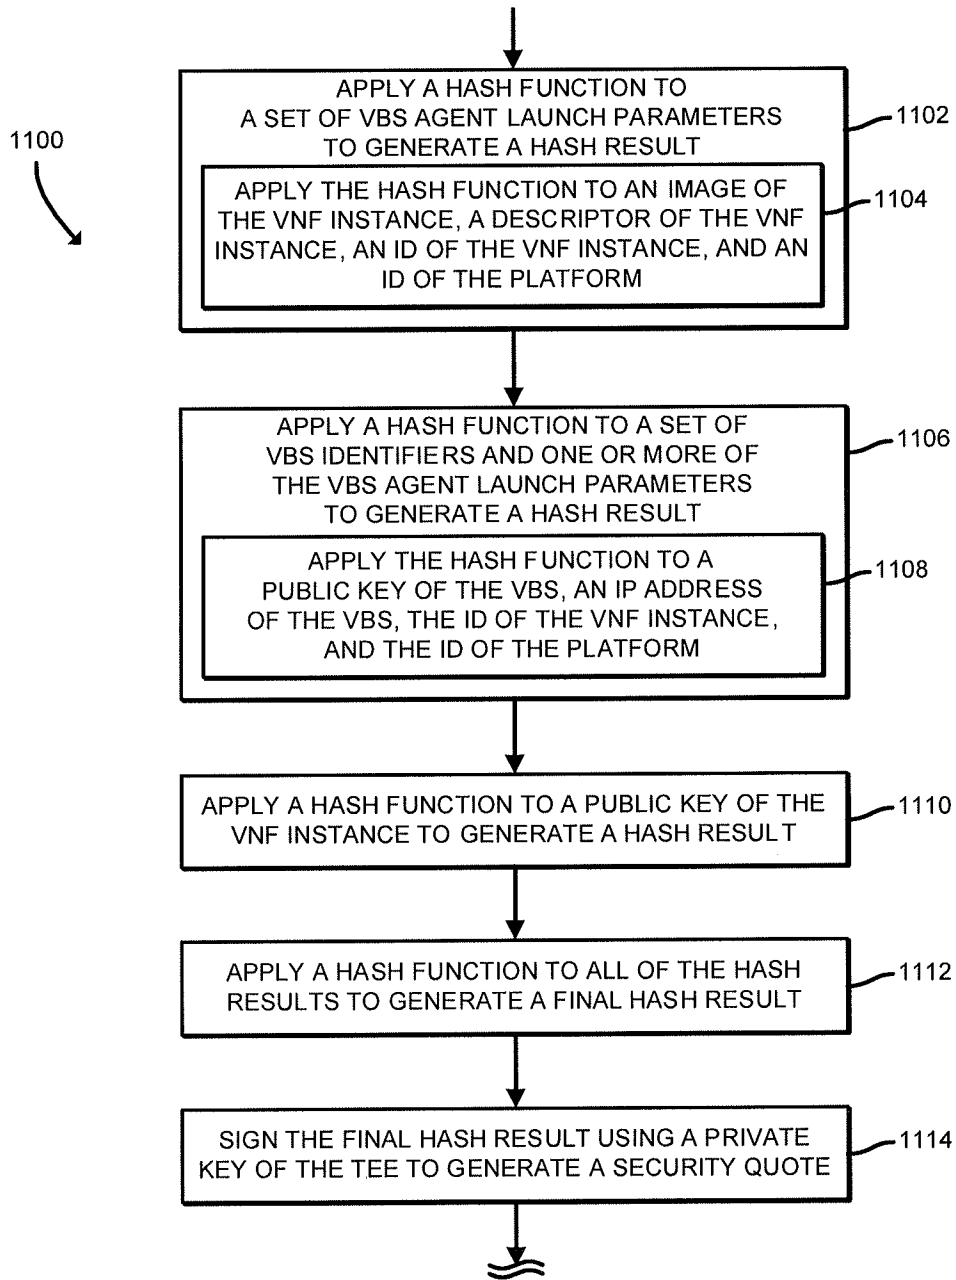 1100
APPLY A HASH FUNCTION TO
A SET OF VBS AGENT LAUNCH PARAMETERS
TO GENERATE A HASH RESULT
1102
APPLY THE HASH FUNCTION TO AN IMAGE OF
THE VNF INSTANCE, A DESCRIPTOR OF THE VNF
INSTANCE, AN ID OF THE VNF INSTANCE, AND AN
ID OF THE PLATFORM
1104
APPLY A HASH FUNCTION TO A SET OF
VBS IDENTIFIERS AND ONE OR MORE OF
THE VBS AGENT LAUNCH PARAMETERS
TO GENERATE A HASH RESULT
1106
APPLY THE HASH FUNCTION TO A
PUBLIC KEY OF THE VBS, AN IP ADDRESS
OF THE VBS, THE ID OF THE VNF INSTANCE,
AND THE ID OF THE PLATFORM
1108
APPLY A HASH FUNCTION TO A PUBLIC KEY OF THE
VNF INSTANCE TO GENERATE A HASH RESULT
1110
APPLY A HASH FUNCTION TO ALL OF THE HASH
RESULTS TO GENERATE A FINAL HASH RESULT
1112
SIGN THE FINAL HASH RESULT USING A PRIVATE
KEY OF THE TEE TO GENERATE A SECURITY QUOTE
1114